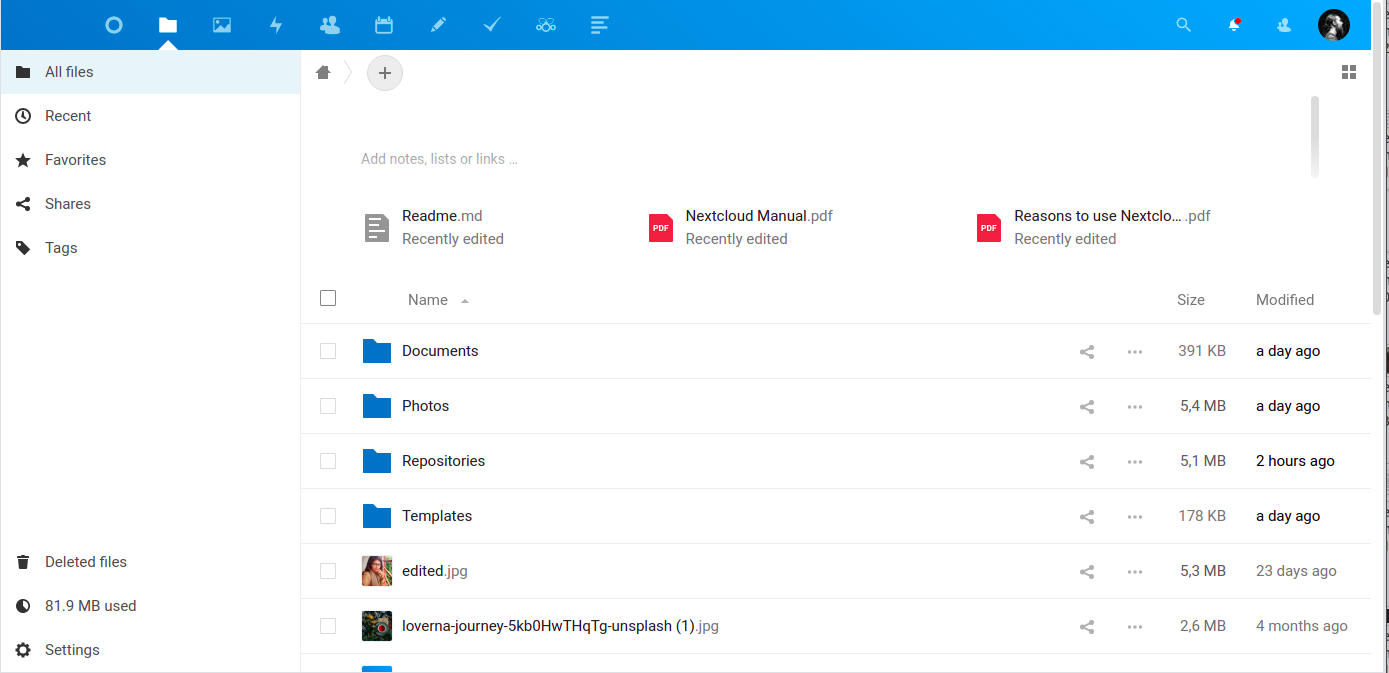 All files
Recent
Favorites
Shares
Tags
Deleted files
81.9 MB used
Settings
Add notes, lists or links ...
Readme.md
Recently edited
PDF
Nextcloud Manual.pdf
Recently edited
PDF
Reasons to use Nextclo... .pdf
Recently edited
Name Size Modified
Documents 391 KB a day ago
Photos 5,4 MB a day ago
Repositories 5,1 MB 2 hours ago
Templates 178 KB a day ago
edited.jpg 5,3 MB 23 days ago
loverna-journey-5kb0HwTHqTg-unsplash (1).jpg 2,6 MB 4 months ago